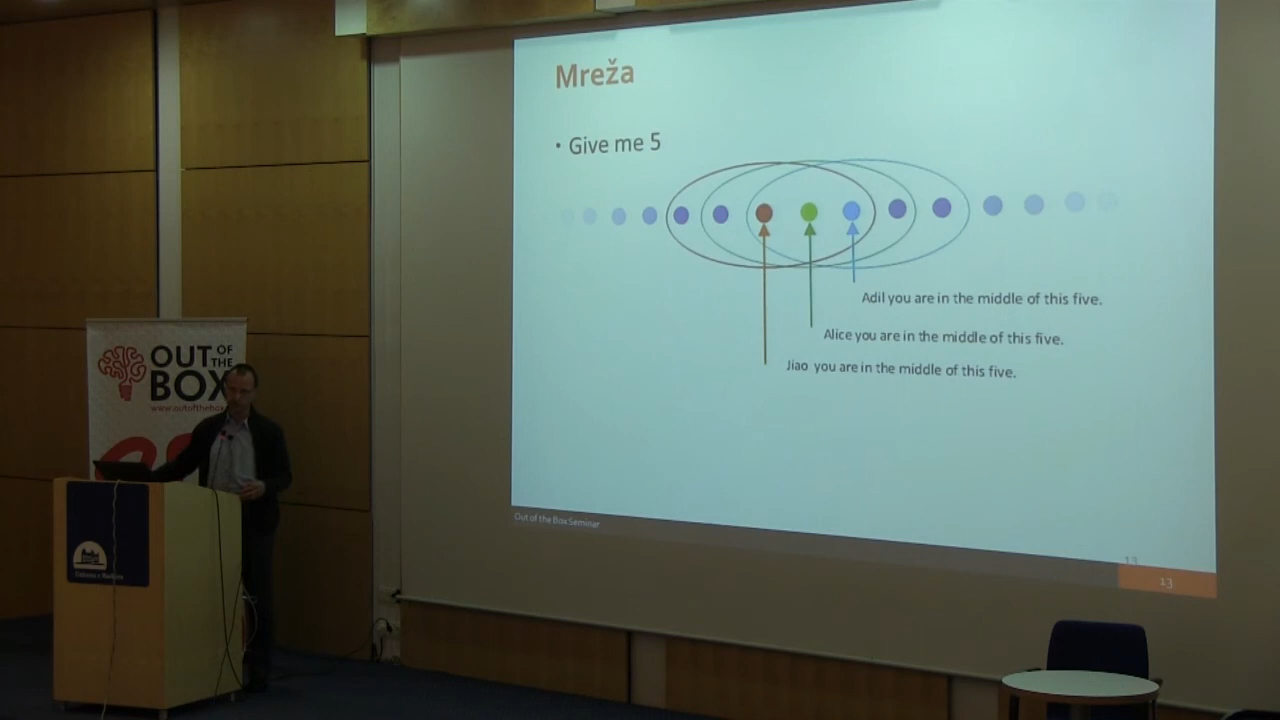 Mreža
• Give me 5
Adil you are in the middle of this five.
Alice you are in the middle of this five.
Jiao you are in the middle of this five.
Out of the Box Seminar
13
13
OUT OF THE
BOX